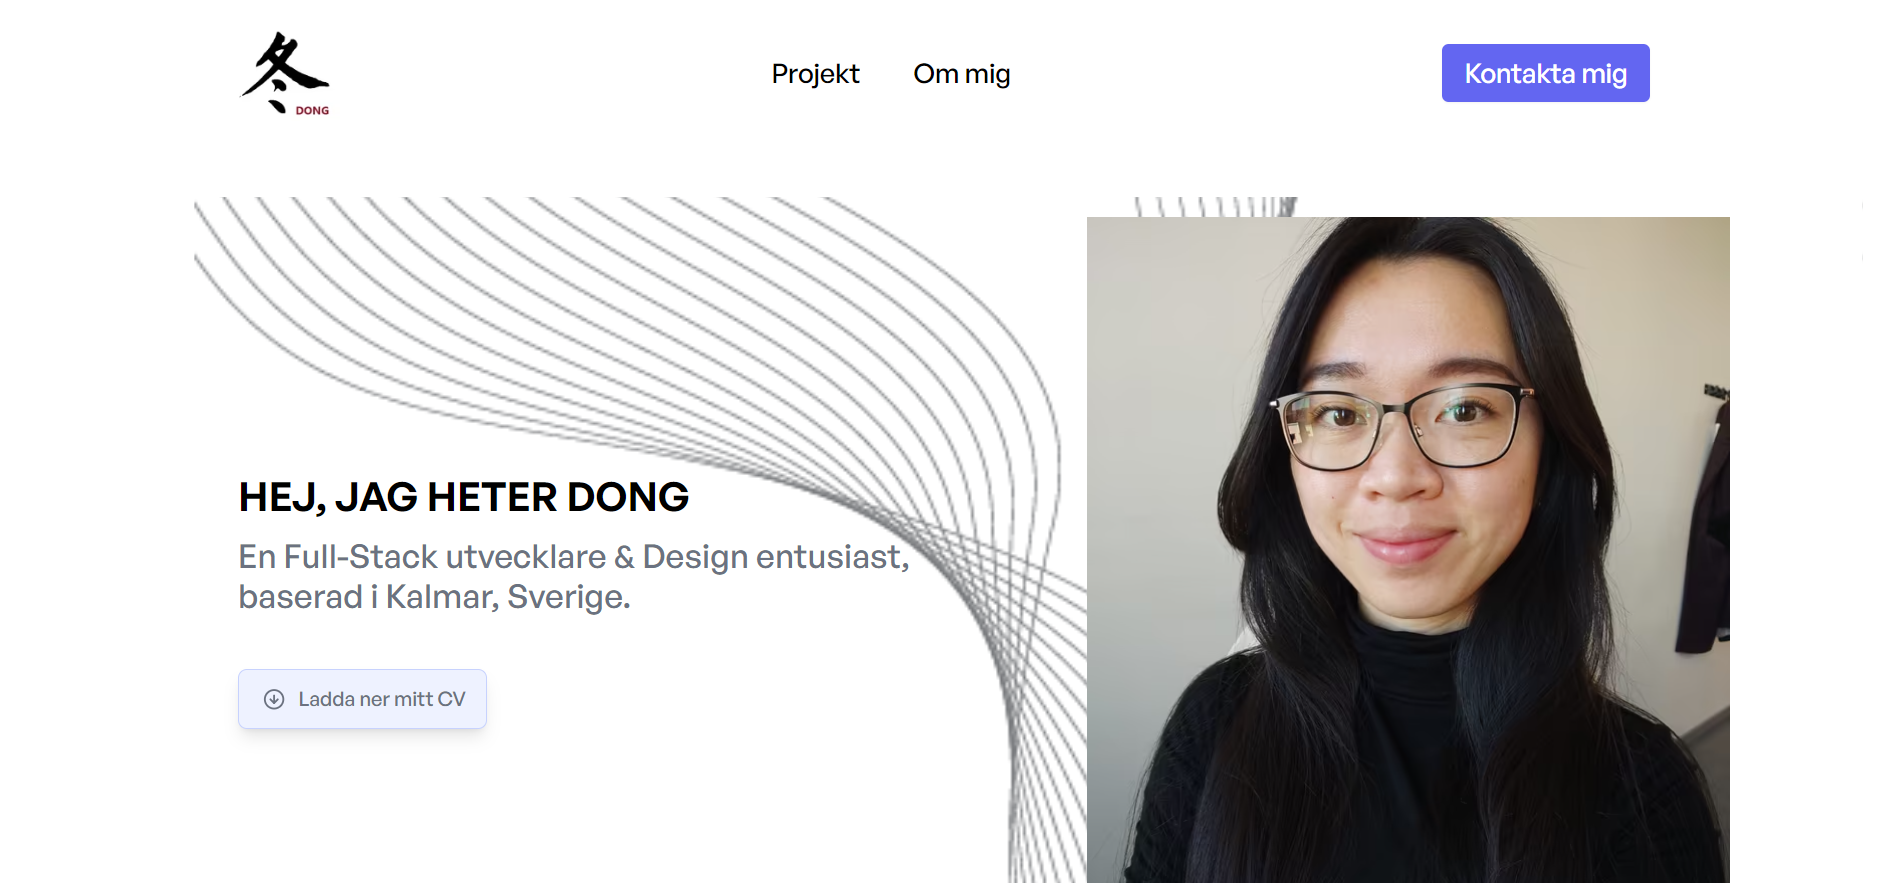 冬
DONG
Projekt
Om mig
Kontakta mig
HEJ, JAG HETER DONG
En Full-Stack utvecklare & Design entusiast,
baserad i Kalmar, Sverige.
Ladda ner mitt CV